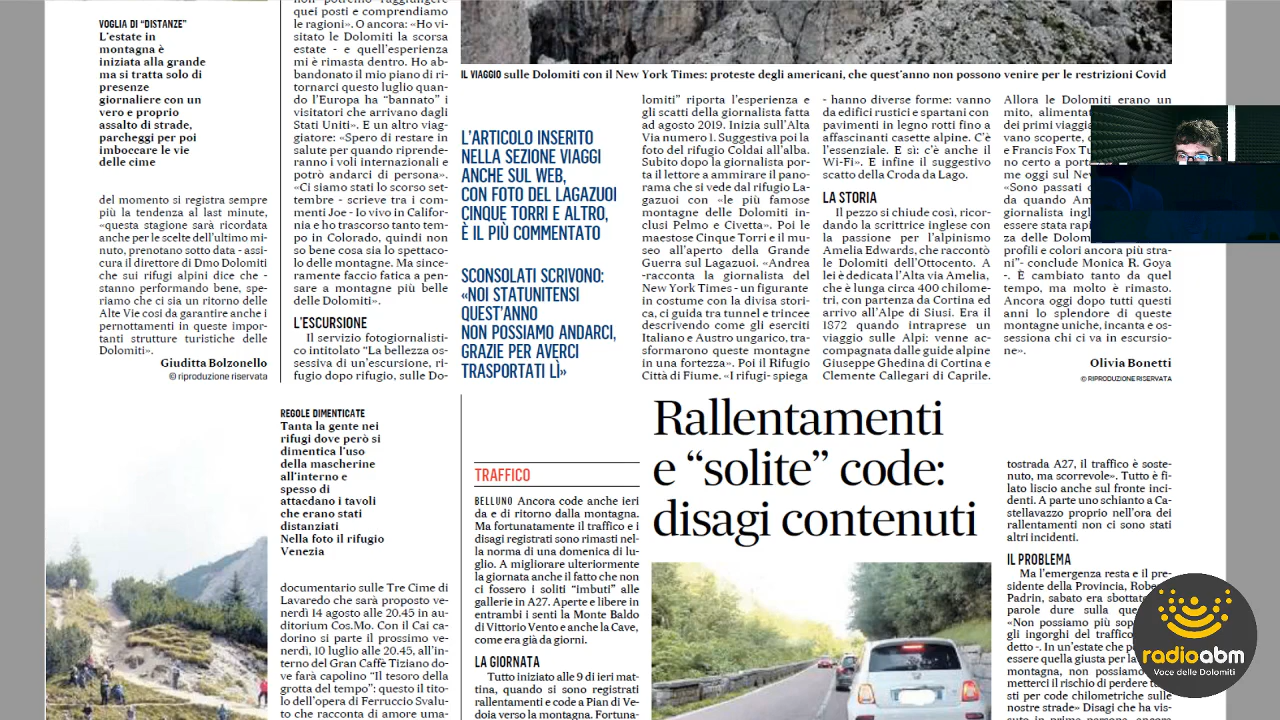 VOGLIA DI “DISTANZE”
L'estate in
montagna è
iniziata alla grande
ma si tratta solo di
presenze
giornaliere con un
vero e proprio
assalto di strade,
parcheggi per poi
imboccare le vie
delle cime
del momento si registra sempre
più la tendenza al last minute,
«questa stagione sarà ricordata
anche per le scelte dell'ultimo mi-
nuto, prenotano sotto data - assi-
cura il direttore di Dmo Dolomiti
che sui rifugi alpini dice che -
stanno performando bene, spe-
riamo che ci sia un ritorno delle
Alte Vie cosi da garantire anche i
pernottamenti in queste impor-
tanti strutture turistiche delle
Dolomiti».
Giuditta Bolzonello
© riproduzione riservata
quei posti e comprendiamo
le ragioni». O ancora: «Ho vi-
sitato le Dolomiti la scorsa
estate - e quell'esperienza
mi è rimasta dentro. Ho ab-
bandonato il mio piano di ri-
tornarci questo luglio quan-
do l'Europa ha “bannato” i
visitatori che arrivano dagli
Stati Uniti». E un altro viag-
giatore: «Spero di restare in
salute per quando riprende-
ranno i voli internazionali e
potrò andarci di persona».
«Ci siamo stati lo scorso set-
tembre - scrieve tra i com-
menti Joe - Io vivo in Califor-
nia e ho trascorso tanto tem-
po in Colorado, quindi non
so bene cosa sia lo spettaco-
lo delle montagne. Ma since-
ramente faccio fatica a pen-
sare a montagne più belle
delle Dolomiti».
L'ESCURSIONE
Il servizio fotogiornalisti-
co intitolato “La bellezza os-
sessiva di un'escursione, ri-
fugio dopo rifugio, sulle Do-
IL VIAGGIO sulle Dolomiti con il New York Times: proteste degli americani, che quest'anno non possono venire per le restrizioni Covid
L'ARTICOLO INSERITO
NELLA SEZIONE VIAGGI
ANCHE SUL WEB,
CON FOTO DEL LAGAZUOI
CINQUE TORRI E ALTRO,
È IL PIÙ COMMENTATO
SCONSOLATI SCRIVONO:
«NOI STATUNITENSI
QUEST'ANNO
NON POSSIAMO ANDARCI,
GRAZIE PER AVERCI
TRASPORTATI LÌ»
lomiti” riporta l'esperienza e
gli scatti della giornalista fatta
ad agosto 2019. Inizia sull'Alta
Via numero 1. Suggestiva poi la
foto del rifugio Coldai all'alba.
Subito dopo la giornalista por-
ta il lettore a ammirare il pano-
rama che si vede dal rifugio La-
gazuoi con «le più famose
montagne delle Dolomiti in-
clusi Pelmo e Civetta». Poi le
maestose Cinque Torri e il mu-
seo all'aperto della Grande
Guerra sul Lagazuoi. «Andrea
-racconta la giornalista del
New York Times - un figurante
in costume con la divisa stori-
ca, ci guida tra tunnel e trincee
descrivendo come gli eserciti
Italiano e Austro ungarico, tra-
sformarono queste montagne
in una fortezza». Poi il Rifugio
Città di Fiume. «I rifugi- spiega
- hanno diverse forme: vanno
da edifici rustici e spartani con
pavimenti in legno rotti fino a
affascinanti casette alpine. C'è
l'essenziale. E sì: c'è anche il
Wi-Fi». E infine il suggestivo
scatto della Croda da Lago.
LA STORIA
Il pezzo si chiude così, ricor-
dando la scrittrice inglese con
la passione per l'alpinismo
Amelia Edwards, che raccontò
le Dolomiti dell'Ottocento. A
lei è dedicata l'Alta via Amelia,
che è lunga circa 400 chilome-
tri, con partenza da Cortina ed
arrivo all'Alpe di Siusi. Era il
1872 quando intraprese un
viaggio sulle Alpi: venne ac-
compagnata dalle guide alpine
Giuseppe Ghedina di Cortina e
Clemente Callegari di Caprile.
Allora le Dolomiti erano un
mito, alimentat
dei primi viaggia
vano scoperte, c
e Francis Fox Tu
no certo a porta
me oggi sul Nev
«Sono passati c
da quando Am
giornalista ingl
essere stata rapi
za delle Dolom
profili e colori ancora più stra-
ni”- conclude Monica R. Goya
-. È cambiato tanto da quel
tempo, ma molto è rimasto.
Ancora oggi dopo tutti questi
anni lo splendore di queste
montagne uniche, incanta e os-
sessiona chi ci va in escursio-
ne».
Olivia Bonetti
© RIPRODUZIONE RISERVATA
REGOLE DIMENTICATE
Tanta la gente nei
rifugi dove però si
dimentica l'uso
della mascherine
all'interno e
spesso di
attacdano i tavoli
che erano stati
distanziati
Nella foto il rifugio
Venezia
documentario sulle Tre Cime di
Lavaredo che sarà proposto ve-
nerdì 14 agosto alle 20.45 in au-
ditorium Cos.Mo. Con il Cai ca-
dorino si parte il prossimo ve-
nerdì, 10 luglio alle 20.45, all'in-
terno del Gran Caffè Tiziano do-
ve farà capolino “Il tesoro della
grotta del tempo”: questo il tito-
lo dell'opera di Ferruccio Svalu-
to che racconta di amore uma-
TRAFFICO
Rallentamenti
e “solite” code:
disagi contenuti
BELLUNO Ancora code anche ieri
da e di ritorno dalla montagna.
Ma fortunatamente il traffico e i
disagi registrati sono rimasti nel-
la norma di una domenica di lu-
glio. A migliorare ulteriormente
la giornata anche il fatto che non
ci fossero i soliti “imbuti” alle
gallerie in A27. Aperte e libere in
entrambi i senti la Monte Baldo
di Vittorio Vento e anche la Cave,
come era già da giorni.
LA GIORNATA
Tutto iniziato alle 9 di ieri mat-
tina, quando si sono registrati
rallentamenti e code a Pian di Ve-
doia verso la montagna. Fortuna-
tostrada A27, il traffico è soste-
nuto, ma scorrevole». Tutto è fi-
lato liscio anche sul fronte inci-
denti. A parte uno schianto a Ca-
stellavazzo proprio nell'ora dei
rallentamenti non ci sono stati
altri incidenti.
IL PROBLEMA
Ma l'emergenza resta e il pre-
sidente della Provincia, Robe
Padrin, sabato era sbottat
parole dure sulla que
«Non possiamo più sop
gli ingorghi del traffico
detto -. In un'estate che p
essere quella giusta per la
montagna, non possiam
metterci il rischio di perdere t
sti per code chilometriche sulle
nostre strade» Disagi che ha
radioabm
Voce delle Dolomiti